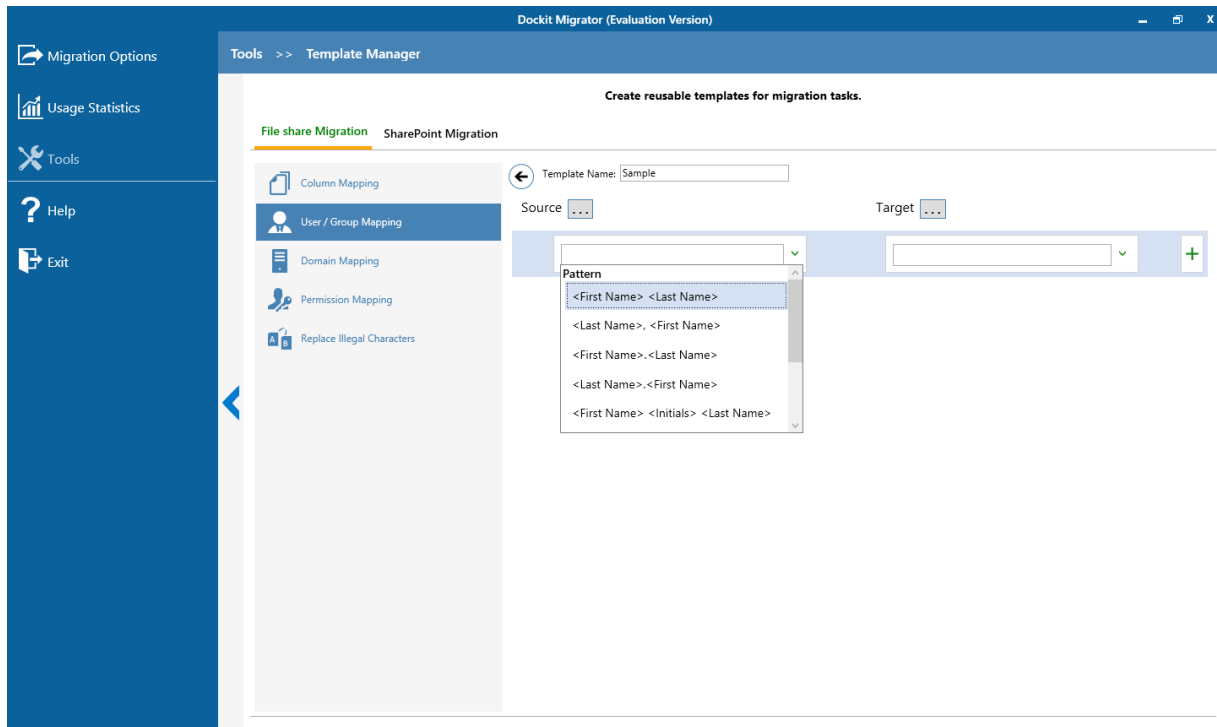 Dockit Migrator (Evaluation Version)
X
Migration Options
Usage Statistics
Tools
Help
Exit
Tools >> Template Manager
Create reusable templates for migration tasks.
File share Migration SharePoint Migration
Column Mapping
User / Group Mapping
Domain Mapping
Permission Mapping
A B Replace Illegal Characters
Template Name: Sample
Source ... Target ...
Pattern
<First Name> <Last Name>
<Last Name>, <First Name>
<First Name>.<Last Name>
<Last Name>.<First Name>
<First Name> <Initials> <Last Name>